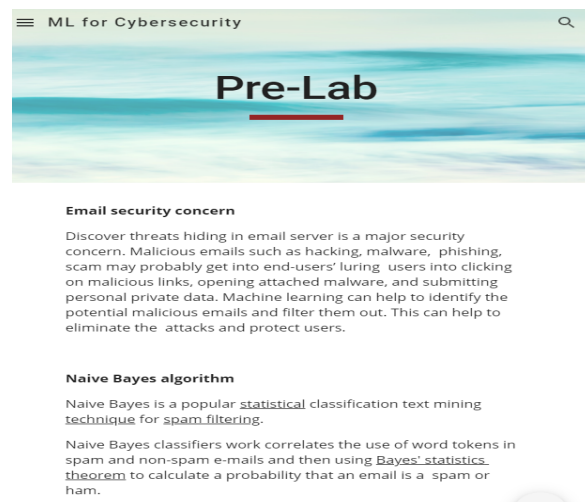 ML for Cybersecurity
Pre-Lab
Email security concern
Discover threats hiding in email server is a major security
concern. Malicious emails such as hacking, malware, phishing,
scam may probably get into end-users’ luring users into clicking
on malicious links, opening attached malware, and submitting
personal private data. Machine learning can help to identify the
potential malicious emails and filter them out. This can help to
eliminate the attacks and protect users.
Naive Bayes algorithm
Naive Bayes is a popular statistical classification text mining
technique for spam filtering.
Naive Bayes classifiers work correlates the use of word tokens in
spam and non-spam e-mails and then using Bayes' statistics
theorem to calculate a probability that an email is a spam or
ham.